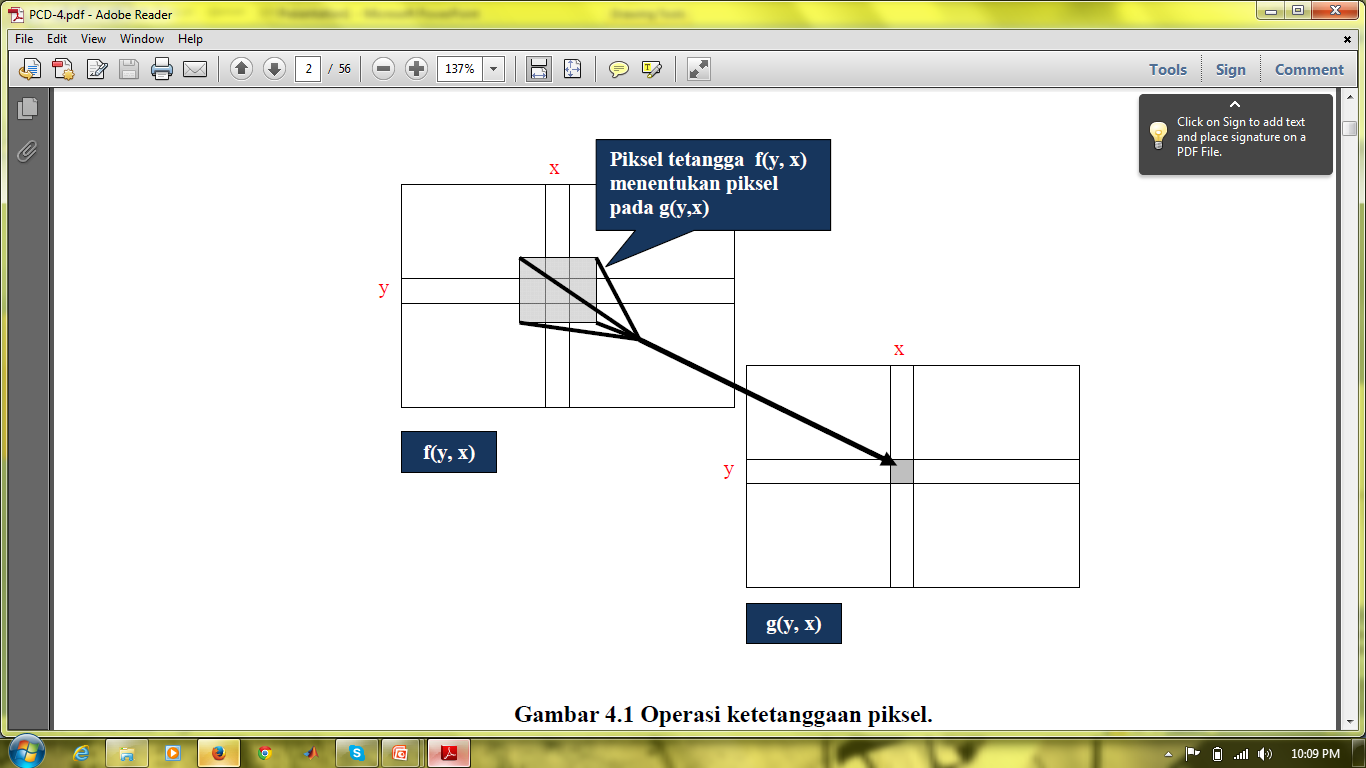 PCD-4.pdf - Adobe Reader
File Edit View Window Help
2 / 56 137% Tools Sign Comment
Click on Sign to add text
and place signature on a
PDF File.
Piksel tetangga f(y, x)
menentukan piksel
pada g(y,x)
x
y
f(y, x)
x
y
g(y, x)
Gambar 4.1 Operasi ketetanggaan piksel.
10:09 PM